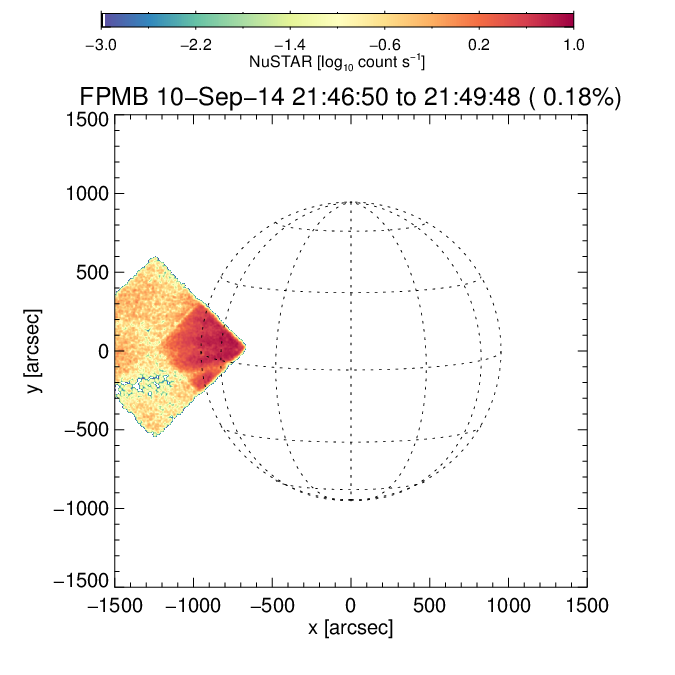 −3.0 −2.2 −1.4 −0.6 0.2 1.0
NuSTAR [log₁₀ count s⁻¹]
FPMB 10−Sep−14 21:46:50 to 21:49:48 ( 0.18%)
1500
1000
500
0
−500
−1000
−1500
y [arcsec]
−1500 −1000 −500 0 500 1000 1500
x [arcsec]